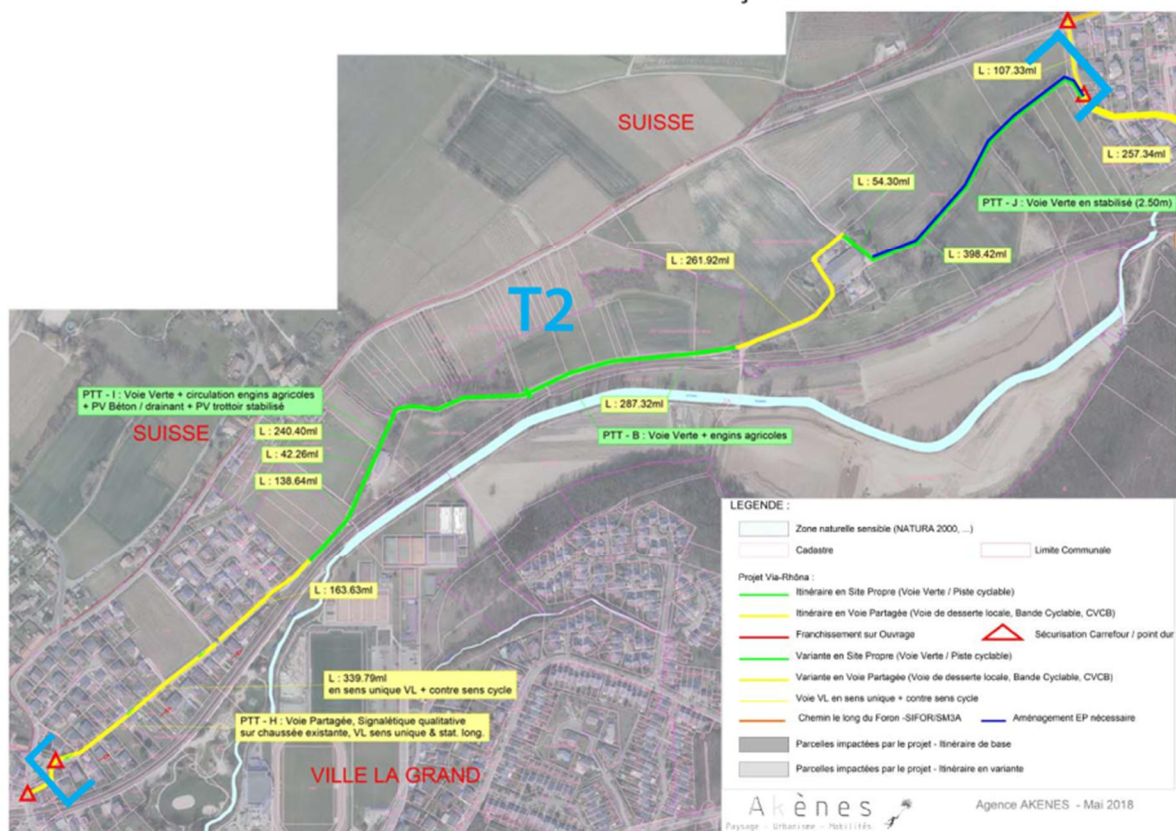 L : 107.33ml
SUISSE
L : 257.34ml
L : 54.30ml
PTT - J : Voie Verte en stabilisé (2.50m)
L : 398.42ml
L : 261.92ml
T2
PTT - I : Voie Verte + circulation engins agricoles
+ PV Béton / drainant + PV trottoir stabilisé
SUISSE
L : 287.32ml
L : 240.40ml
PTT - B : Voie Verte + engins agricoles
L : 42.26ml
L : 138.64ml
L : 163.63ml
L : 339.79ml
en sens unique VL + contre sens cycle
PTT - H : Voie Partagée, Signalétique qualitative
sur chaussée existante, VL sens unique & stat. long.
VILLE LA GRAND
LEGENDE :
Zone naturelle sensible (NATURA 2000, ...)
Cadastre
Limite Communale
Projet Via-Rhôna :
Itinéraire en Site Propre (Voie Verte / Piste cyclable)
Itinéraire en Voie Partagée (Voie de desserte locale, Bande Cyclable, CVCB)
Franchissement sur Ouvrage
Sécurisation Carrefour / point dur
Variante en Site Propre (Voie Verte / Piste cyclable)
Variante en Voie Partagée (Voie de desserte locale, Bande Cyclable, CVCB)
Voie VL en sens unique + contre sens cycle
Chemin le long du Foron -SIFOR/SM3A
Aménagement EP nécessaire
Parcelles impactées par le projet - Itinéraire de base
Parcelles impactées par le projet - Itinéraire en variante
Akènes
Paysage - Urbanisme - Mobilités
Agence AKENES - Mai 2018